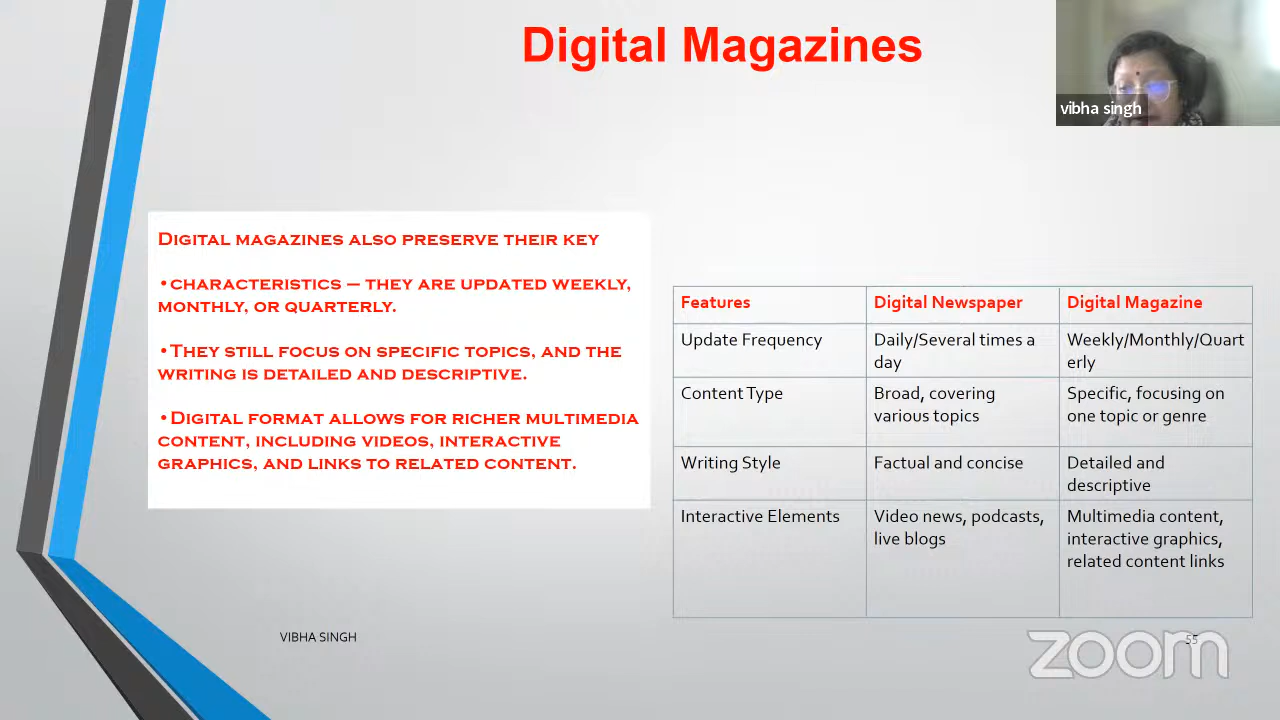 Digital Magazines
vibha singh
Digital magazines also preserve their key
•characteristics — they are updated weekly,
monthly, or quarterly.
•They still focus on specific topics, and the
writing is detailed and descriptive.
•Digital format allows for richer multimedia
content, including videos, interactive
graphics, and links to related content.
Features Digital Newspaper Digital Magazine
Update Frequency Daily/Several times a Weekly/Monthly/Quart
day erly
Content Type Broad, covering Specific, focusing on
various topics one topic or genre
Writing Style Factual and concise Detailed and
descriptive
Interactive Elements Video news, podcasts, Multimedia content,
live blogs interactive graphics,
related content links
VIBHA SINGH
55
zoom